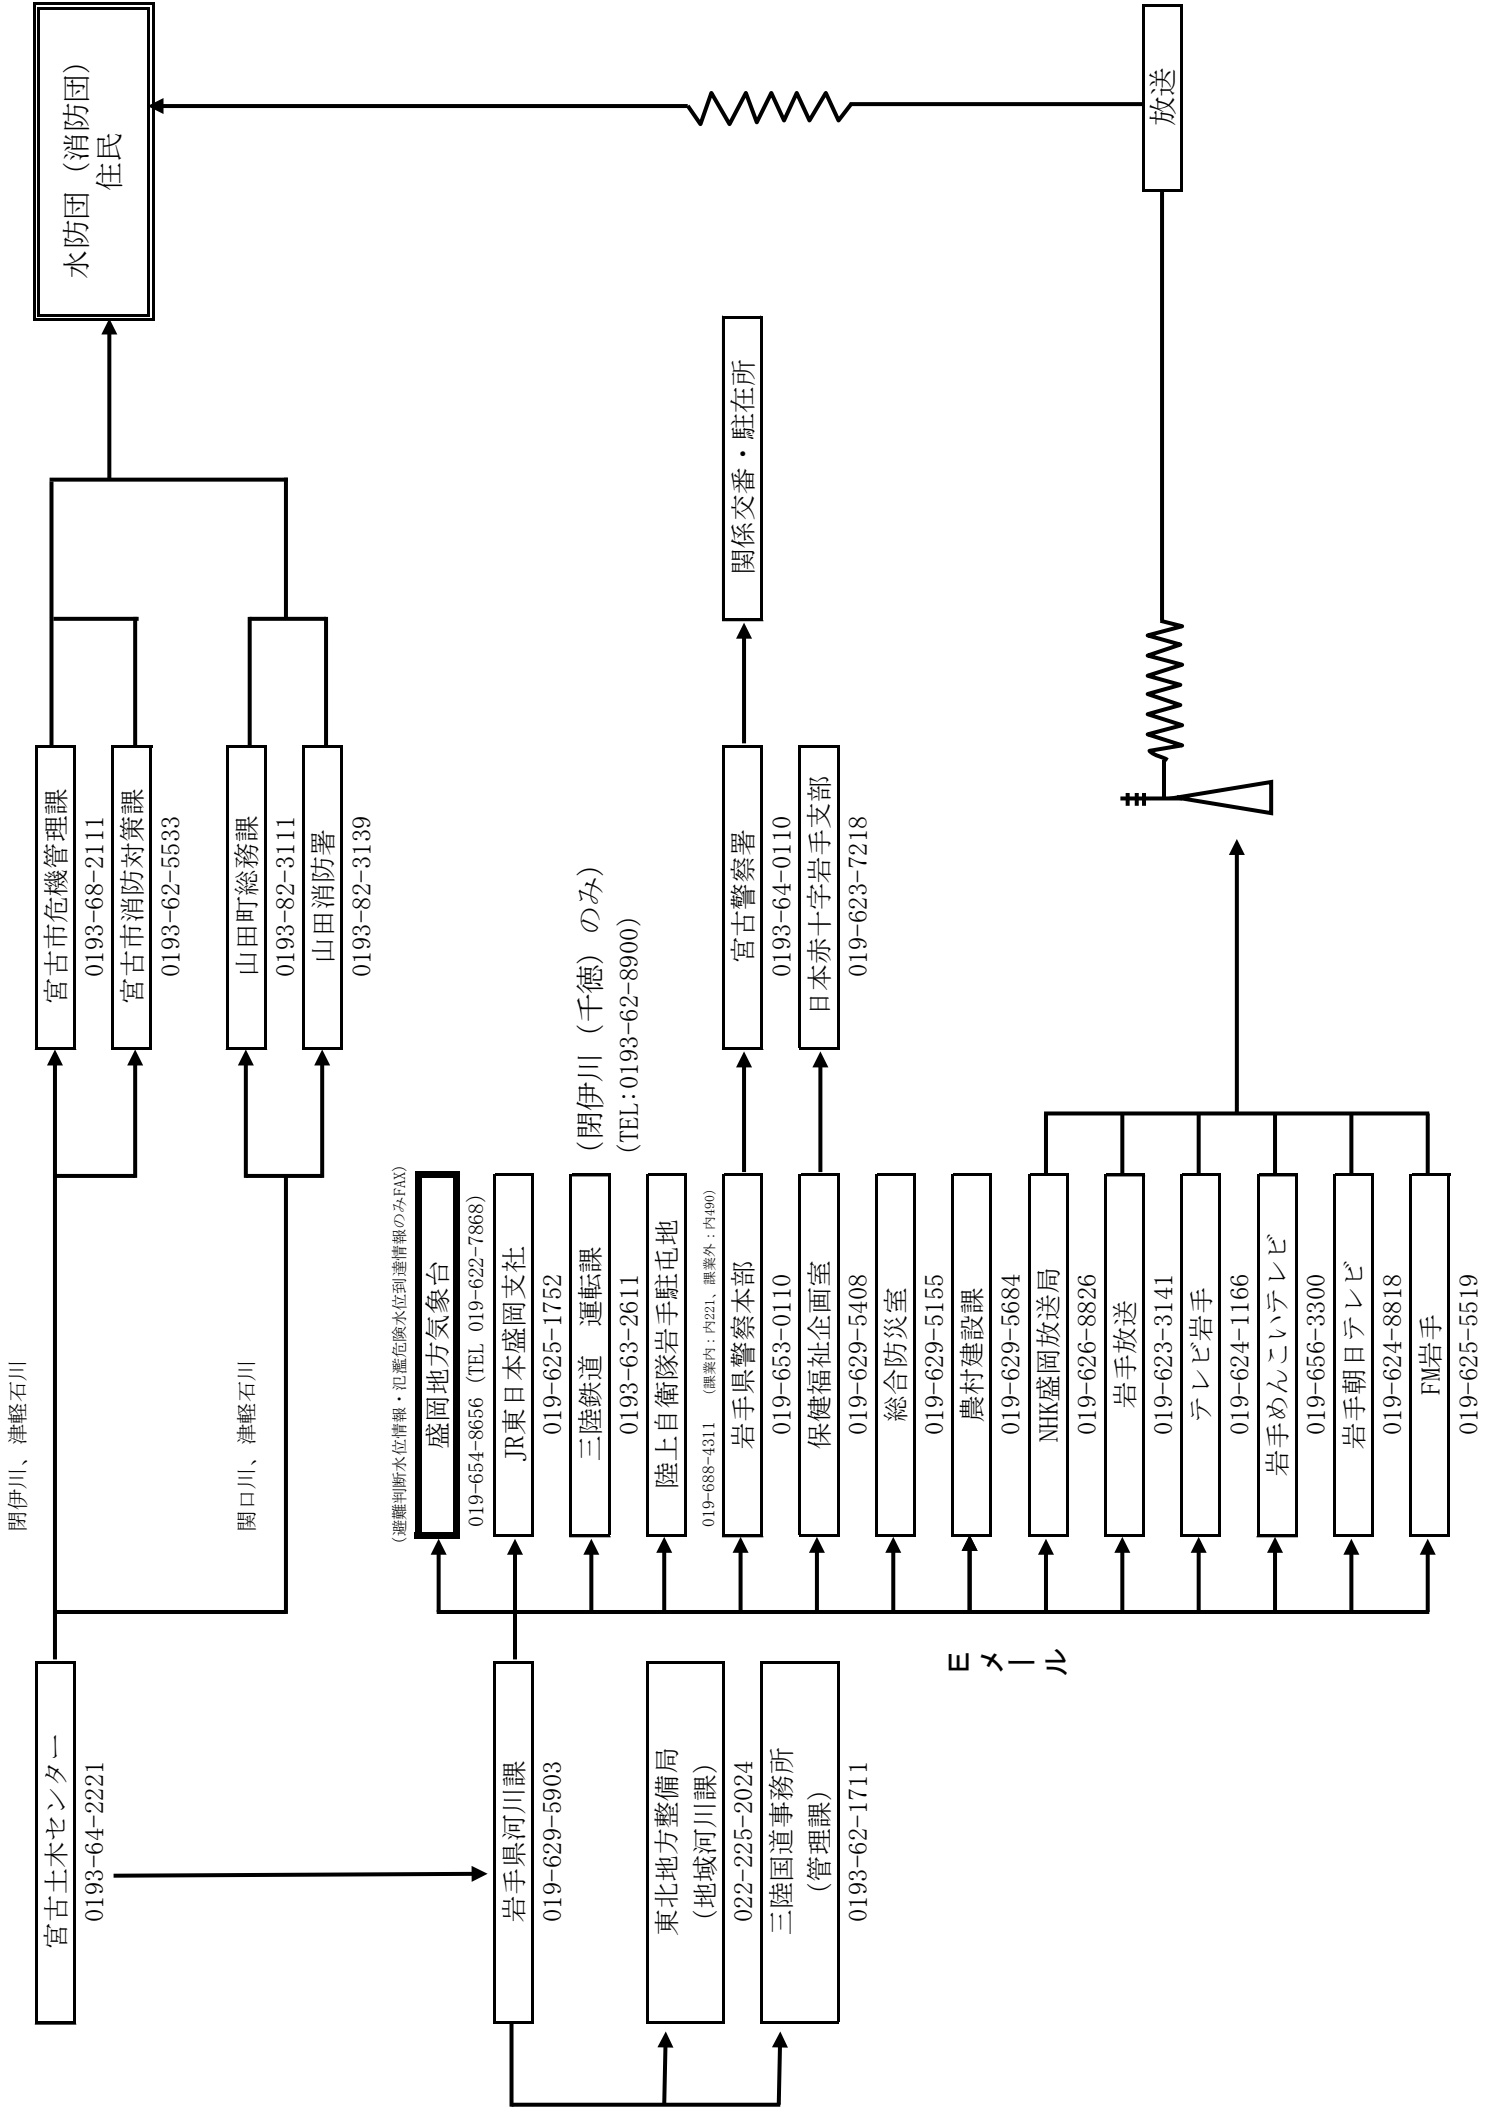 閉伊川、津軽石川
宮古土木センター
0193-64-2221
宮古市危機管理課
0193-68-2111
宮古市消防対策課
0193-62-5533
関口川、津軽石川
山田町総務課
0193-82-3111
山田消防署
0193-82-3139
水防団（消防団）
住民
(避難判断水位情報・氾濫危険水位到達情報のみFAX)
盛岡地方気象台
019-654-8656 (TEL 019-622-7868)
岩手県河川課
019-629-5903
JR東日本盛岡支社
019-625-1752
三陸鉄道　運転課
0193-63-2611
(閉伊川（千徳）のみ)
(TEL:0193-62-8900)
東北地方整備局
(地域河川課)
022-225-2024
三陸国道事務所
(管理課)
0193-62-1711
陸上自衛隊岩手駐屯地
019-688-4311 (課業内：内221、課業外：内490)
岩手県警察本部
019-653-0110
宮古警察署
0193-64-0110
関係交番・駐在所
保健福祉企画室
019-629-5408
日本赤十字岩手支部
019-623-7218
総合防災室
019-629-5155
Eメール
農村建設課
019-629-5684
NHK盛岡放送局
019-626-8826
岩手放送
019-623-3141
テレビ岩手
019-624-1166
岩手めんこいテレビ
019-656-3300
岩手朝日テレビ
019-624-8818
FM岩手
019-625-5519
放送